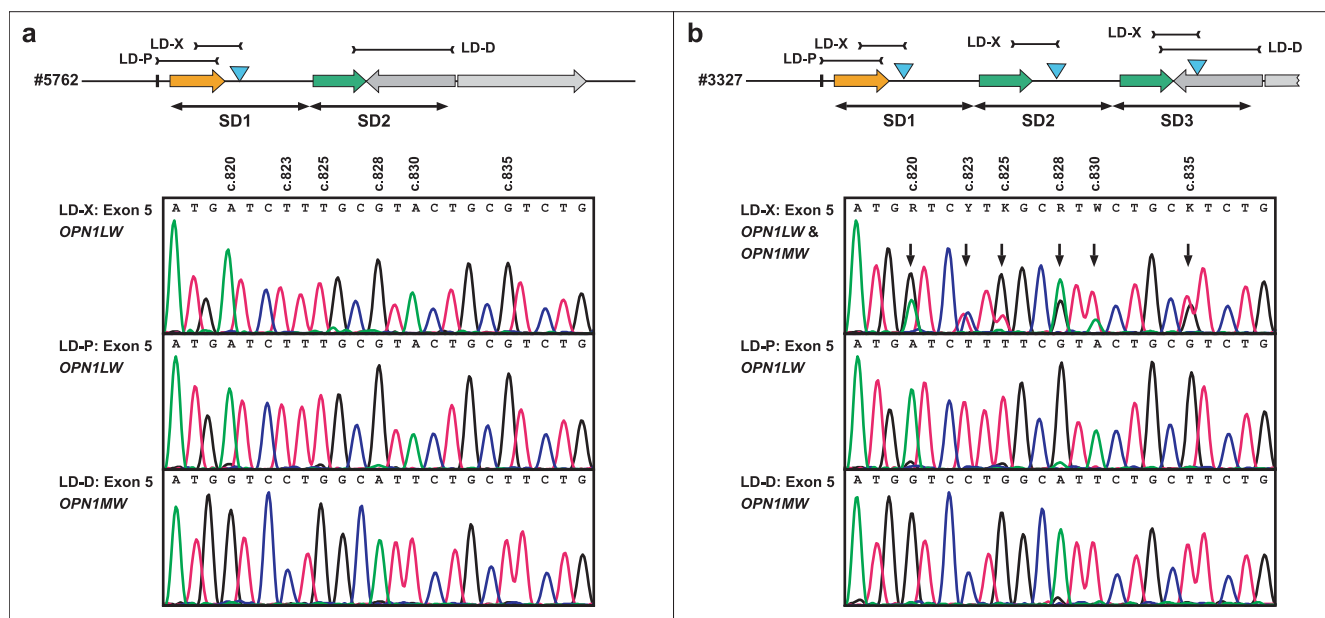 a
LD-X
LD-P
LD-D
#5762
SD1
SD2
c.820
c.823
c.825
c.828
c.830
c.835
LD-X: Exon 5
OPN1LW
A T G A T C T T T G C G T A C T G C G T C T G
LD-P: Exon 5
OPN1LW
A T G A T C T T T G C G T A C T G C G T C T G
LD-D: Exon 5
OPN1MW
A T G G T C C T G G C A T T C T G C T T C T G
b
LD-X
LD-P
LD-X
LD-X
LD-D
#3327
SD1
SD2
SD3
c.820
c.823
c.825
c.828
c.830
c.835
LD-X: Exon 5
OPN1LW &
OPN1MW
A T G R T C Y T K G C R T W C T G C K T C T G
LD-P: Exon 5
OPN1LW
A T G A T C T T T T C G T A C T G C G T C T G
LD-D: Exon 5
OPN1MW
A T G G T C C T G G C A T T C T G C T T C T G